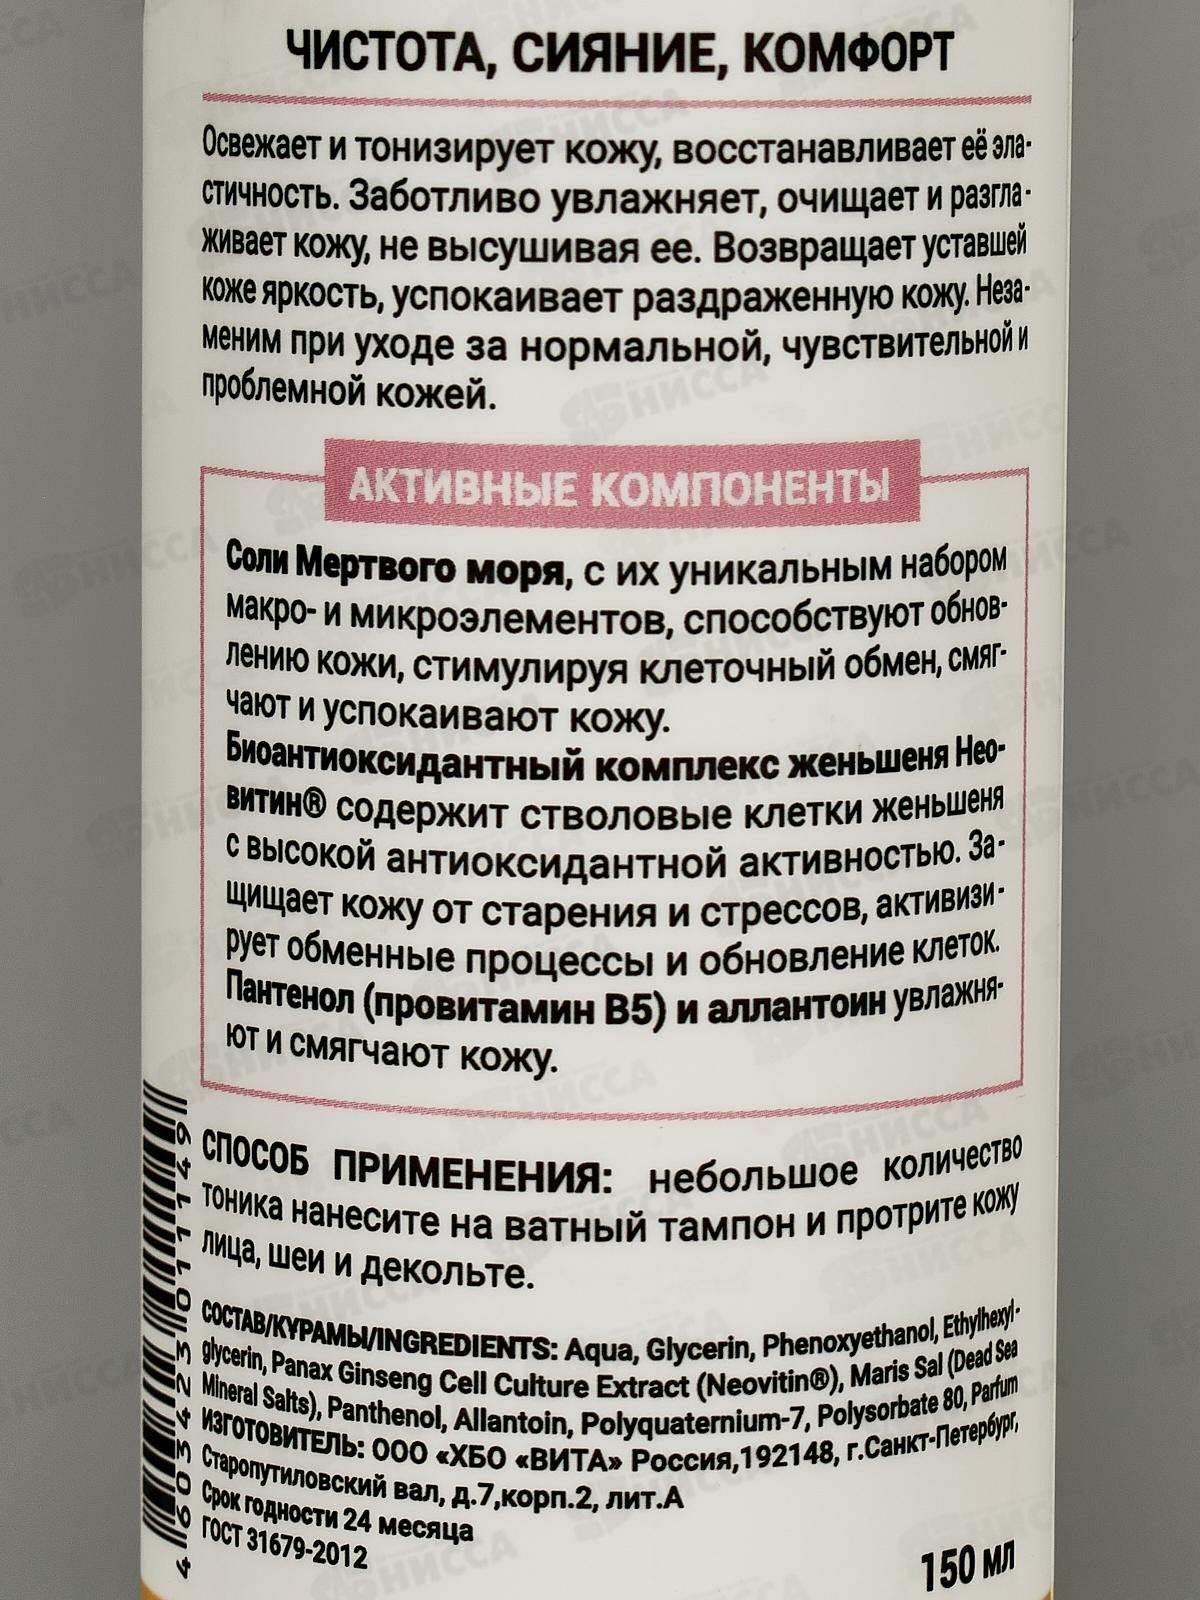 ЧИСТОТА, СИЯНИЕ, КОМФОРТ
Освежает и тонизирует кожу, восстанавливает её эла-
стичность. Заботливо увлажняет, очищает и разгла-
живает кожу, не высушивая ее. Возвращает уставшей
коже яркость, успокаивает раздраженную кожу. Неза-
меним при уходе за нормальной, чувствительной и
проблемной кожей.
АКТИВНЫЕ КОМПОНЕНТЫ
Соли Мертвого моря, с их уникальным набором
макро- и микроэлементов, способствуют обнов-
лению кожи, стимулируя клеточный обмен, смяг-
чают и успокаивают кожу.
Биоантиоксидантный комплекс женьшеня Нео-
витин® содержит стволовые клетки женьшеня
с высокой антиоксидантной активностью. За-
щищает кожу от старения и стрессов, активизи-
рует обменные процессы и обновление клеток.
Пантенол (провитамин В5) и аллантоин увлажня-
ют и смягчают кожу.
СПОСОБ ПРИМЕНЕНИЯ: небольшое количество
тоника нанесите на ватный тампон и протрите кожу
лица, шеи и декольте.
СОСТАВ/КҰРАМЫ/INGREDIENTS: Aqua, Glycerin, Phenoxyethanol, Ethylhexyl-
glycerin, Panax Ginseng Cell Culture Extract (Neovitin®), Maris Sal (Dead Sea
Mineral Salts), Panthenol, Allantoin, Polyquaternium-7, Polysorbate 80, Parfum
ИЗГОТОВИТЕЛЬ: ООО «ХБО «ВИТА» Россия,192148, г.Санкт-Петербург,
Старопутиловский вал, д.7,корп.2, лит.А
Срок годности 24 месяца
ГОСТ 31679-2012
150 мл
4 603423 011149
БНИССА